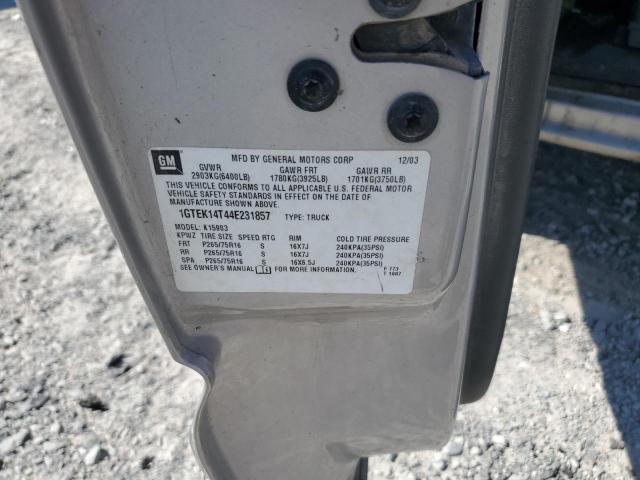 GM
MFD BY GENERAL MOTORS CORP 12/03
GVWR GAWR FRT GAWR RR
2903KG(6400LB) 1780KG(3925LB) 1701KG(3750LB)
THIS VEHICLE CONFORMS TO ALL APPLICABLE U.S. FEDERAL MOTOR
VEHICLE SAFETY STANDARDS IN EFFECT ON THE DATE OF
MANUFACTURE SHOWN ABOVE.
1GTEK14T44E231857 TYPE: TRUCK
MODEL: K15903
KPWZ TIRE SIZE SPEED RTG RIM COLD TIRE PRESSURE
FRT P265/75R16 S 16X7J 240KPA(35PSI)
RR P265/75R16 S 16X7J 240KPA(35PSI)
SPA P265/75R16 S 16X6.5J 240KPA(35PSI)
SEE OWNER'S MANUAL FOR MORE INFORMATION.
F 773
T 1087